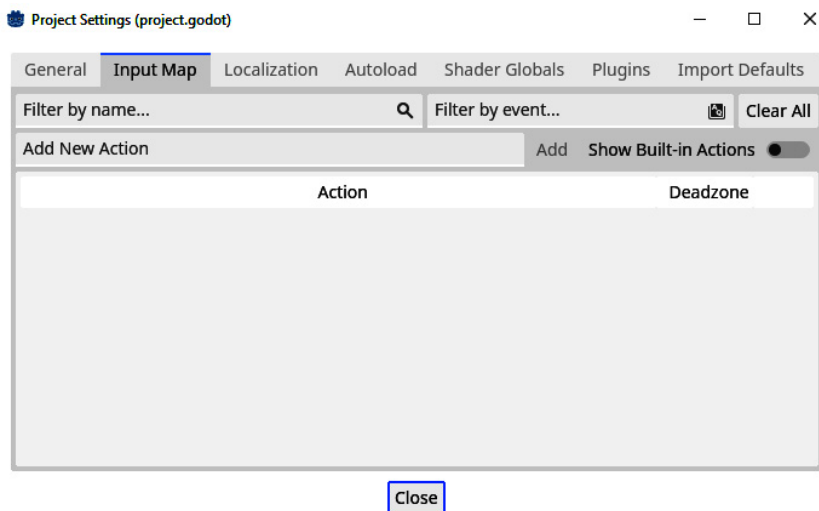 Project Settings (project.godot)
General Input Map Localization Autoload Shader Globals Plugins Import Defaults
Filter by name... Filter by event... Clear All
Add New Action Add Show Built-in Actions
Action Deadzone
Close